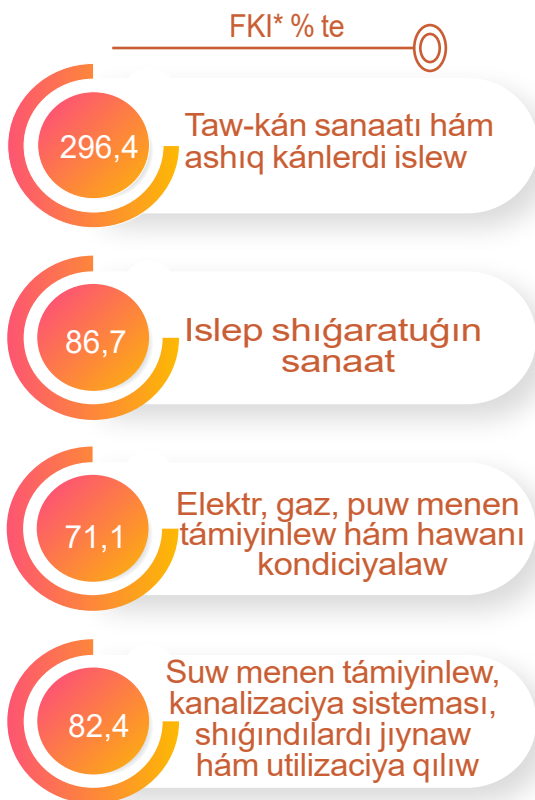 FKI* % te
296,4
Taw-kán sanaatı hám
ashıq kánlerdi islew
86,7
Islep shıǵaratuǵın
sanaat
71,1
Elektr, gaz, puw menen
támiyinlew hám hawanı
kondiciyalaw
82,4
Suw menen támiyinlew,
kanalizaciya sisteması,
shıǵındılardı jıynaw
hám utilizaciya qılıw